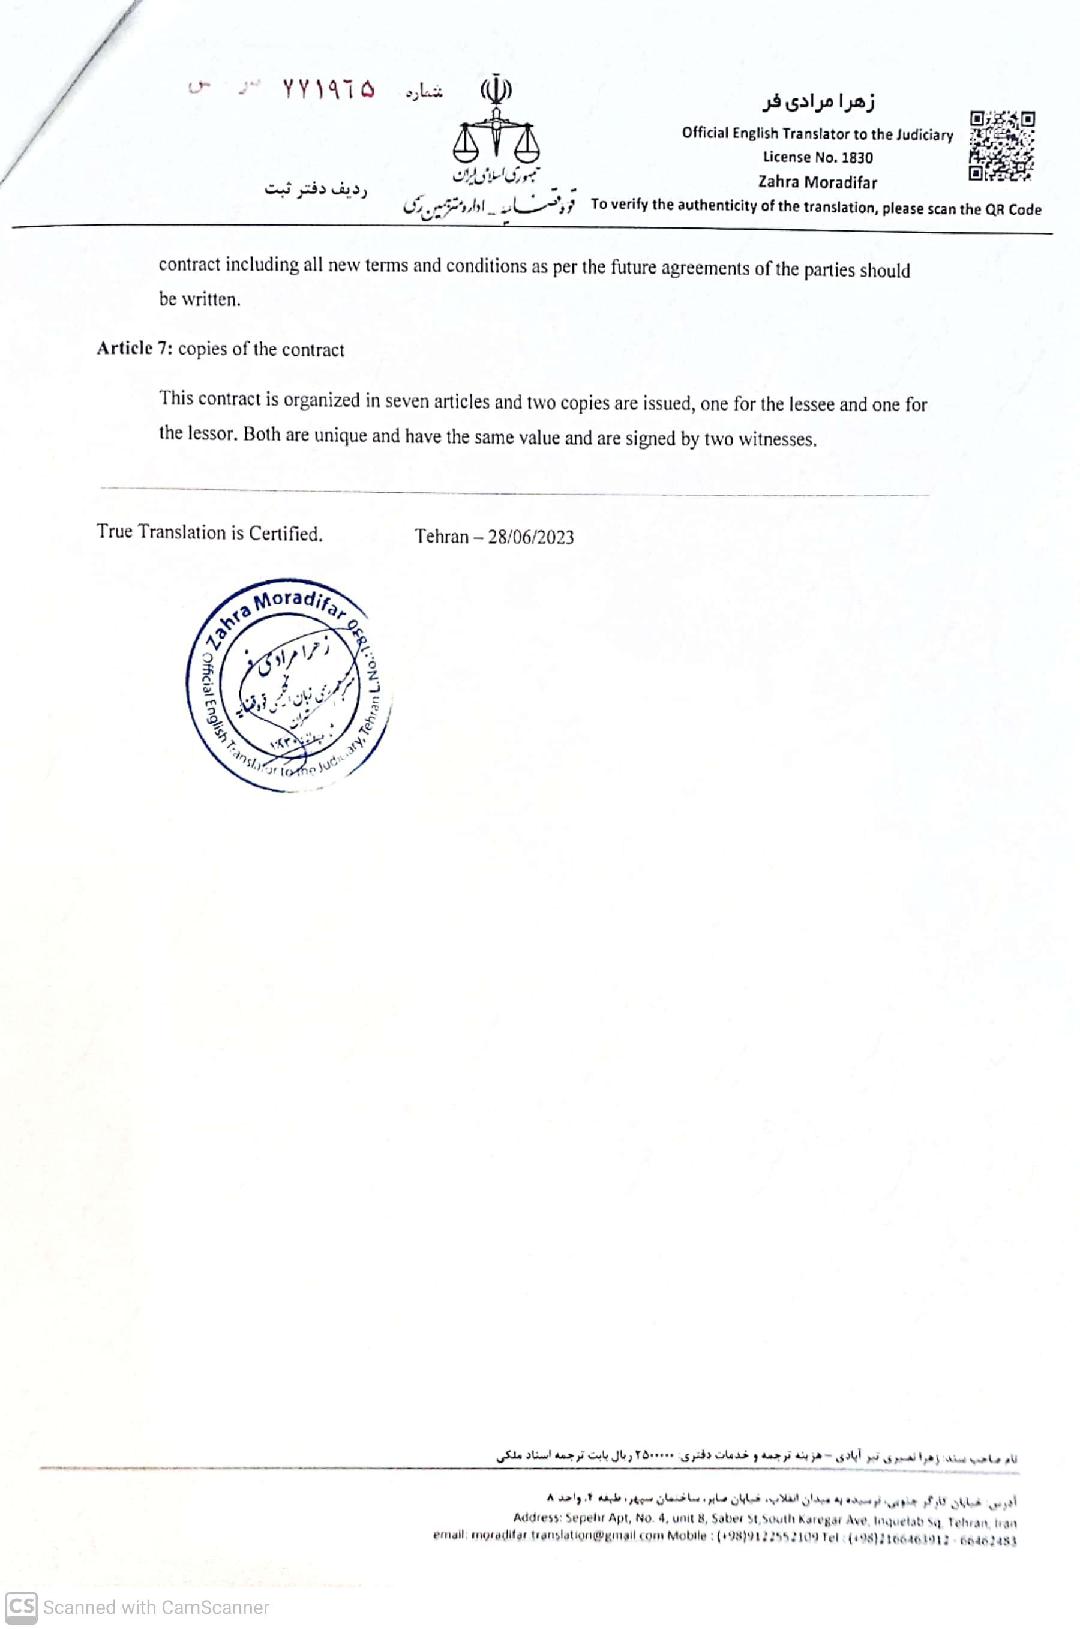 شماره ۷۷۱۹٦۵ س
زهرا مرادی فر
Official English Translator to the Judiciary
License No. 1830
جمهوری اسلامی ایران
Zahra Moradifar
ردیف دفتر ثبت
قوه قضاییه - اداره مترجمین رسمی
To verify the authenticity of the translation, please scan the QR Code
contract including all new terms and conditions as per the future agreements of the parties should
be written.
Article 7: copies of the contract
This contract is organized in seven articles and two copies are issued, one for the lessee and one for
the lessor. Both are unique and have the same value and are signed by two witnesses.
True Translation is Certified. Tehran – 28/06/2023
Zahra Moradifar
Official English Translator to the Judiciary, Tehran L.No.:1830
زهرا مرادی فر
مترجم رسمی زبان انگلیسی قوه قضاییه
تهران
نام صاحب سند: زهرا نصیری تبر آبادی - هزینه ترجمه و خدمات دفتری: ۲۵۰۰۰۰۰ ریال بابت ترجمه اسناد ملکی
آدرس: خیابان کارگر جنوبی، نرسیده به میدان انقلاب، خیابان صابر، ساختمان سپهر، طبقه ۴، واحد ۸
Address: Sepehr Apt, No. 4, unit 8, Saber St,South Karegar Ave, Inquelab Sq, Tehran, Iran
email: moradifar.translation@gmail.com Mobile : (+98)9122552109 Tel : (+98)2166463912 - 66462483
CS Scanned with CamScanner